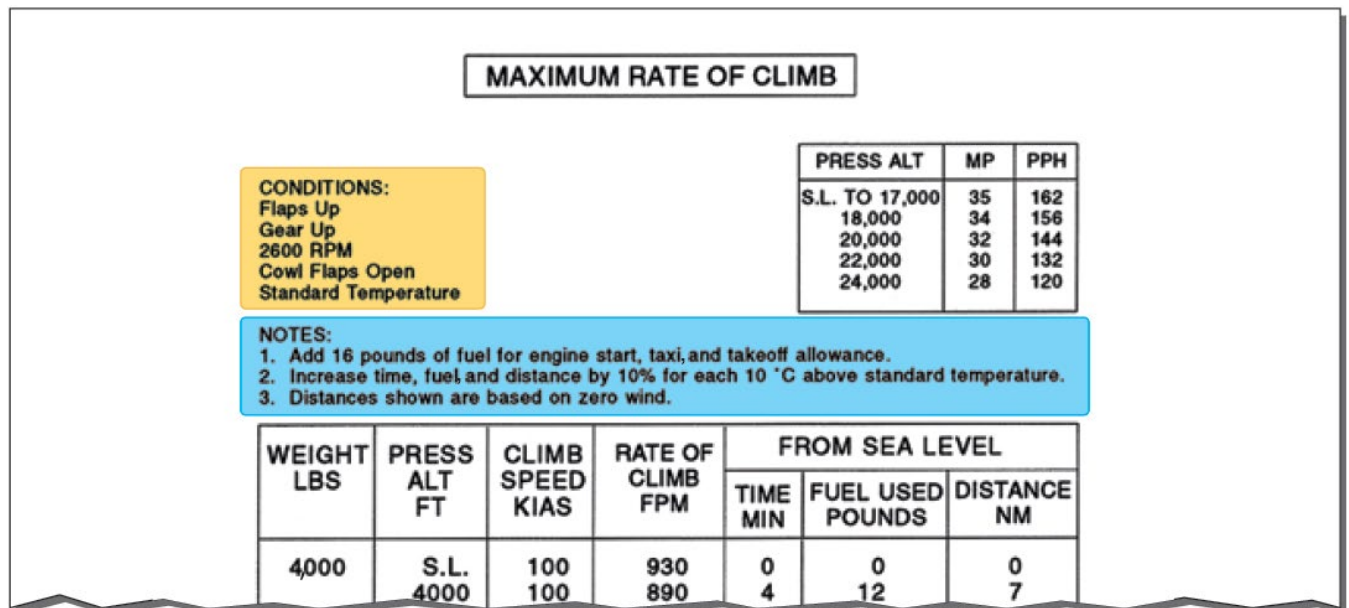 MAXIMUM RATE OF CLIMB
PRESS ALT MP PPH
S.L. TO 17,000 35 162
18,000 34 156
20,000 32 144
22,000 30 132
24,000 28 120
CONDITIONS:
Flaps Up
Gear Up
2600 RPM
Cowl Flaps Open
Standard Temperature
NOTES:
1. Add 16 pounds of fuel for engine start, taxi, and takeoff allowance.
2. Increase time, fuel, and distance by 10% for each 10 °C above standard temperature.
3. Distances shown are based on zero wind.
WEIGHT LBS
PRESS ALT FT
CLIMB SPEED KIAS
RATE OF CLIMB FPM
FROM SEA LEVEL
TIME MIN
FUEL USED POUNDS
DISTANCE NM
4,000 S.L. 100 930 0 0 0
4000 100 890 4 12 7